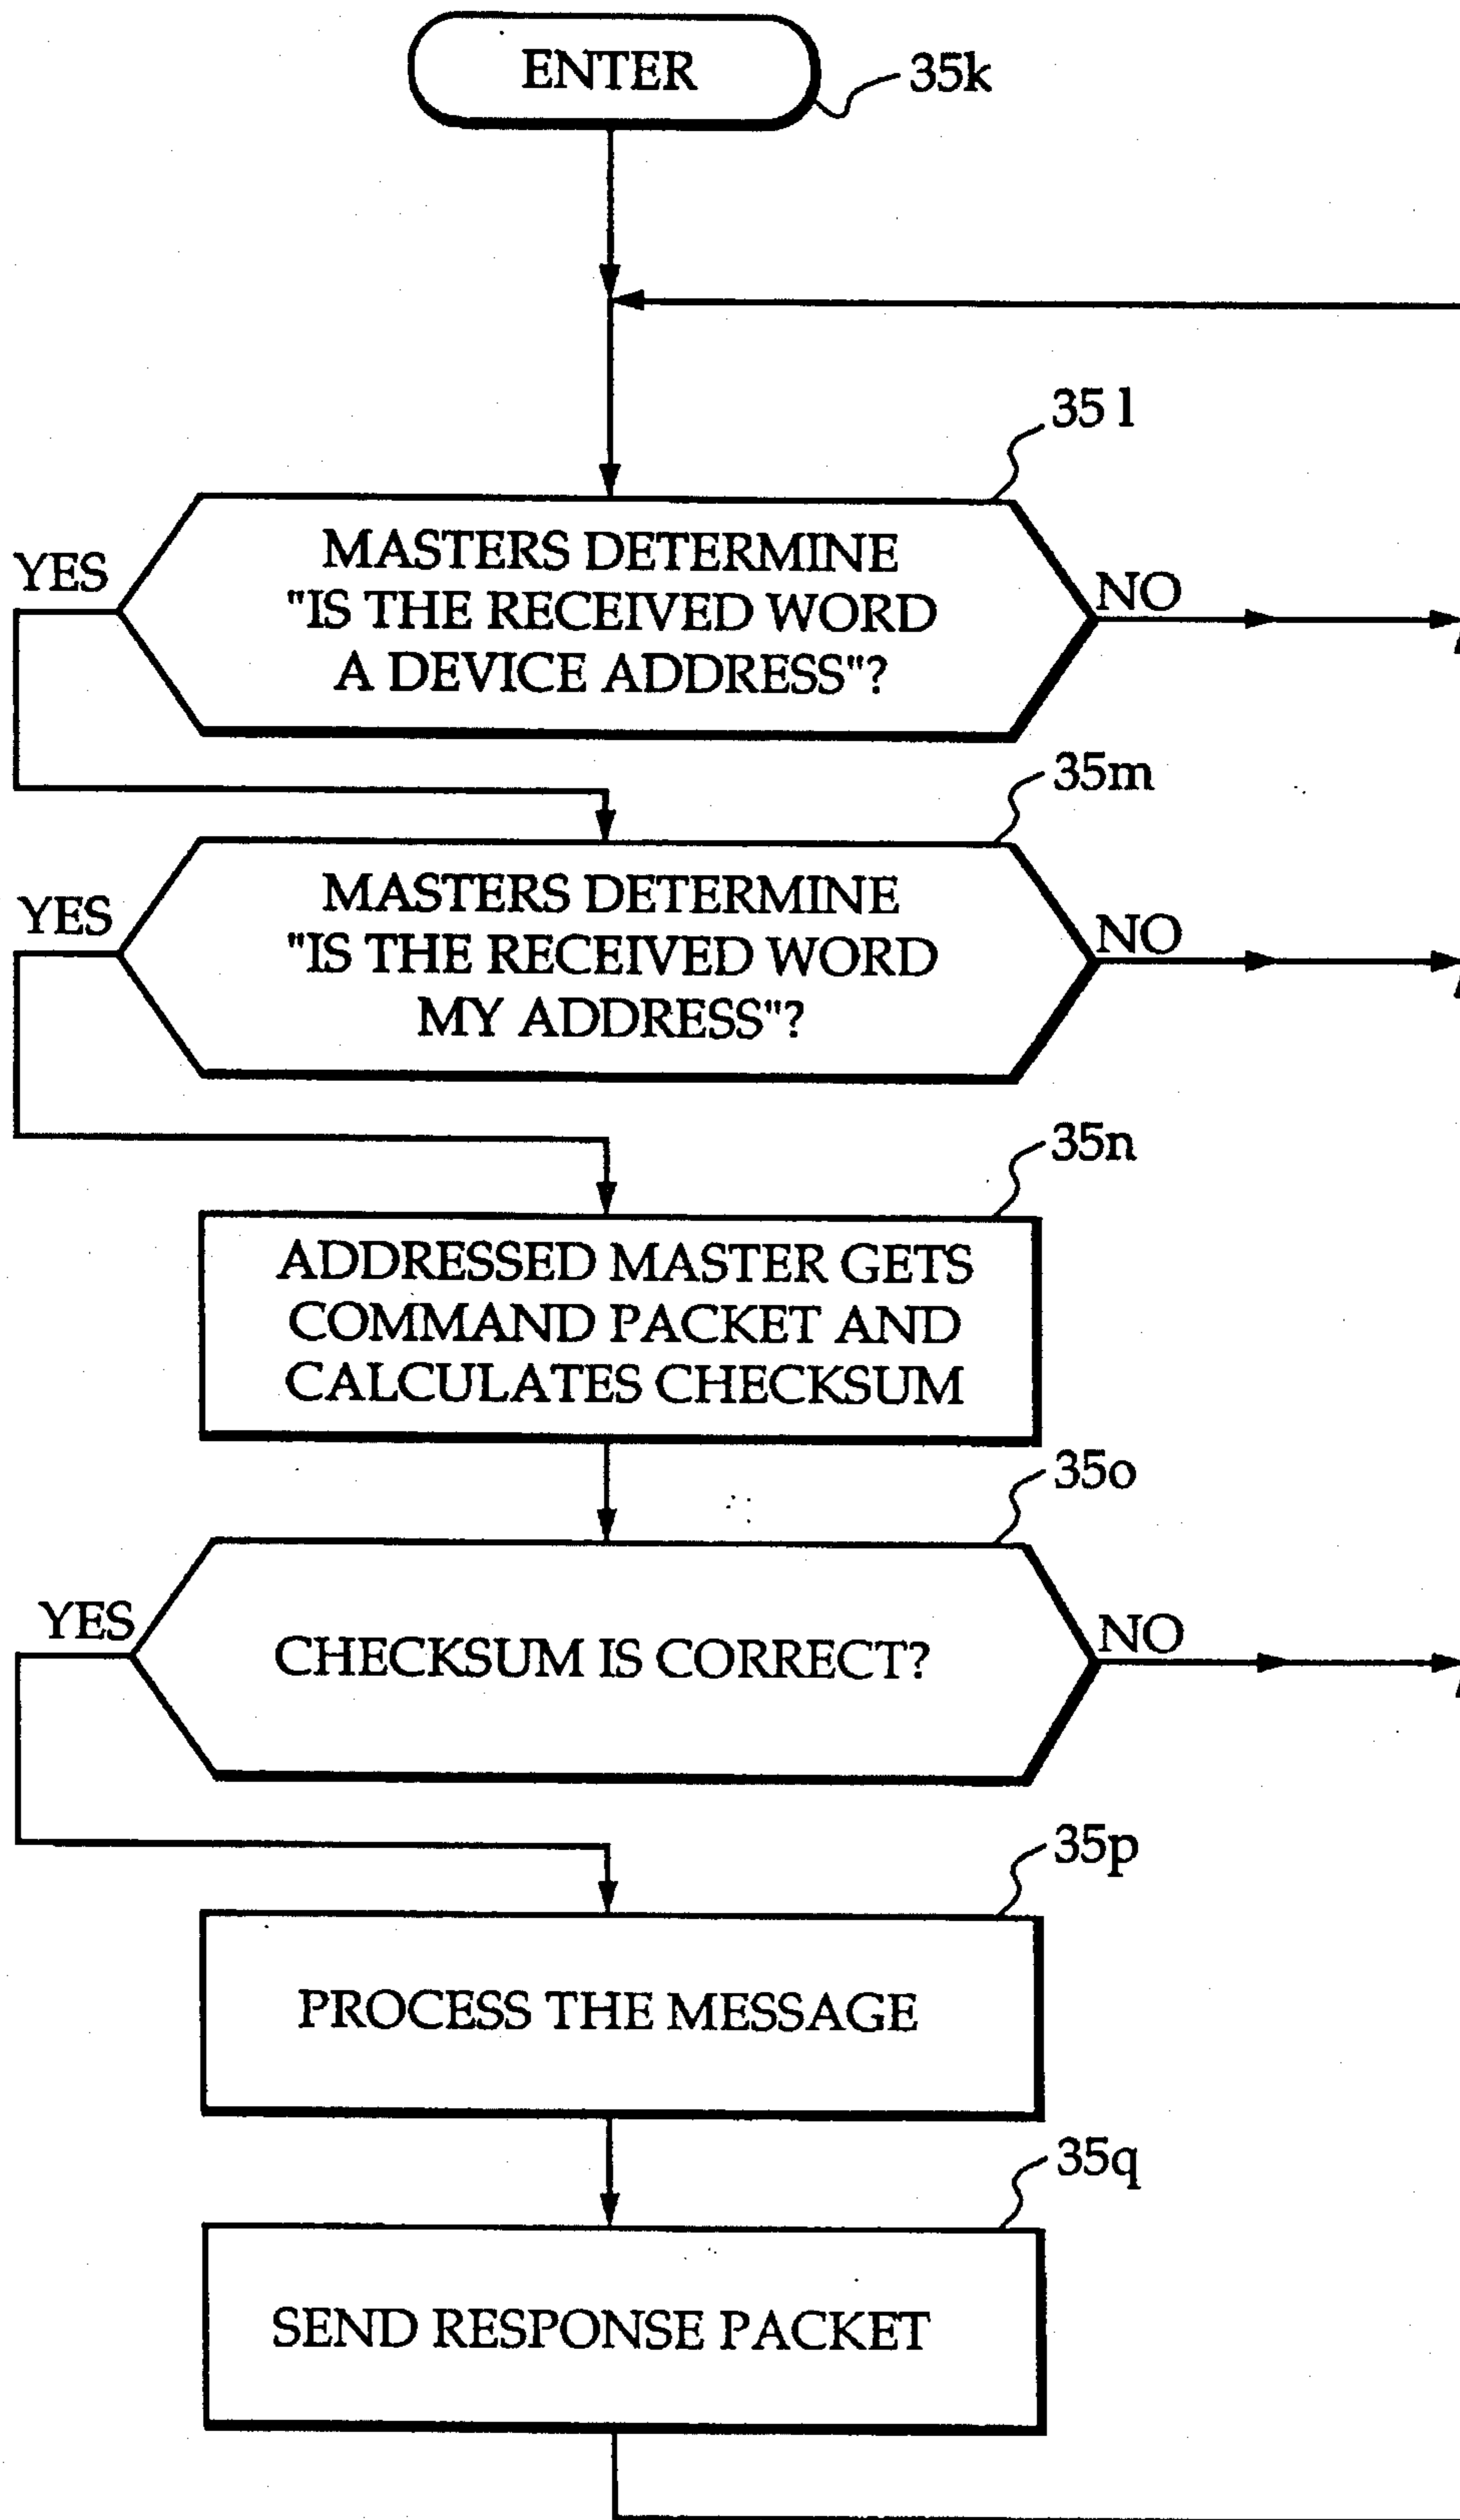 ENTER
35k
35l
MASTERS DETERMINE
"IS THE RECEIVED WORD
A DEVICE ADDRESS"?
YES
NO
35m
MASTERS DETERMINE
"IS THE RECEIVED WORD
MY ADDRESS"?
YES
NO
35n
ADDRESSED MASTER GETS
COMMAND PACKET AND
CALCULATES CHECKSUM
35o
CHECKSUM IS CORRECT?
YES
NO
35p
PROCESS THE MESSAGE
35q
SEND RESPONSE PACKET